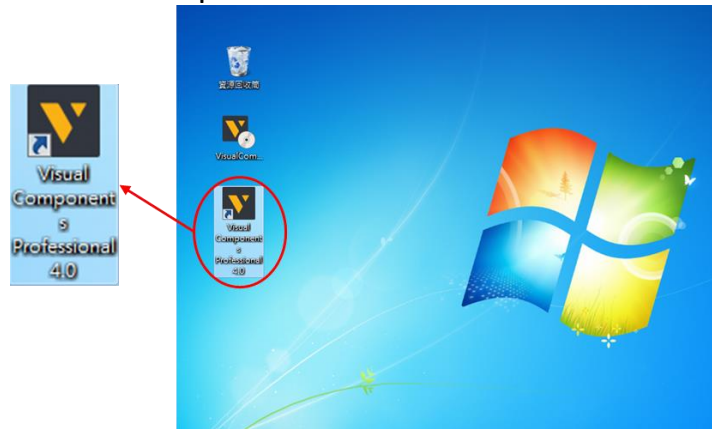 Visual
Component
s
Professional
4.0
資源回收筒
VisualCom...
Visual
Component
s
Professional
4.0